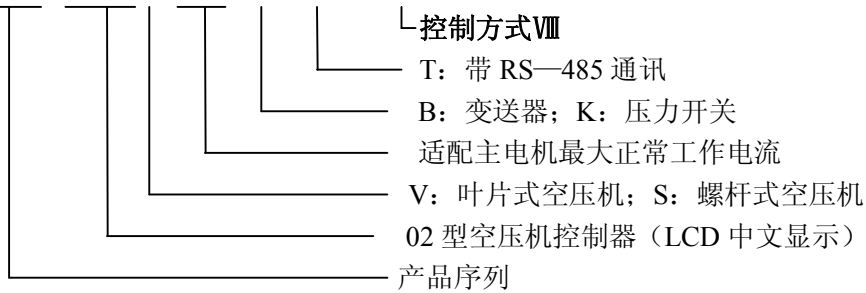 控制方式Ⅷ
T：带 RS—485 通讯
B：变送器；K：压力开关
适配主电机最大正常工作电流
V：叶片式空压机；S：螺杆式空压机
02 型空压机控制器（LCD 中文显示）
产品序列